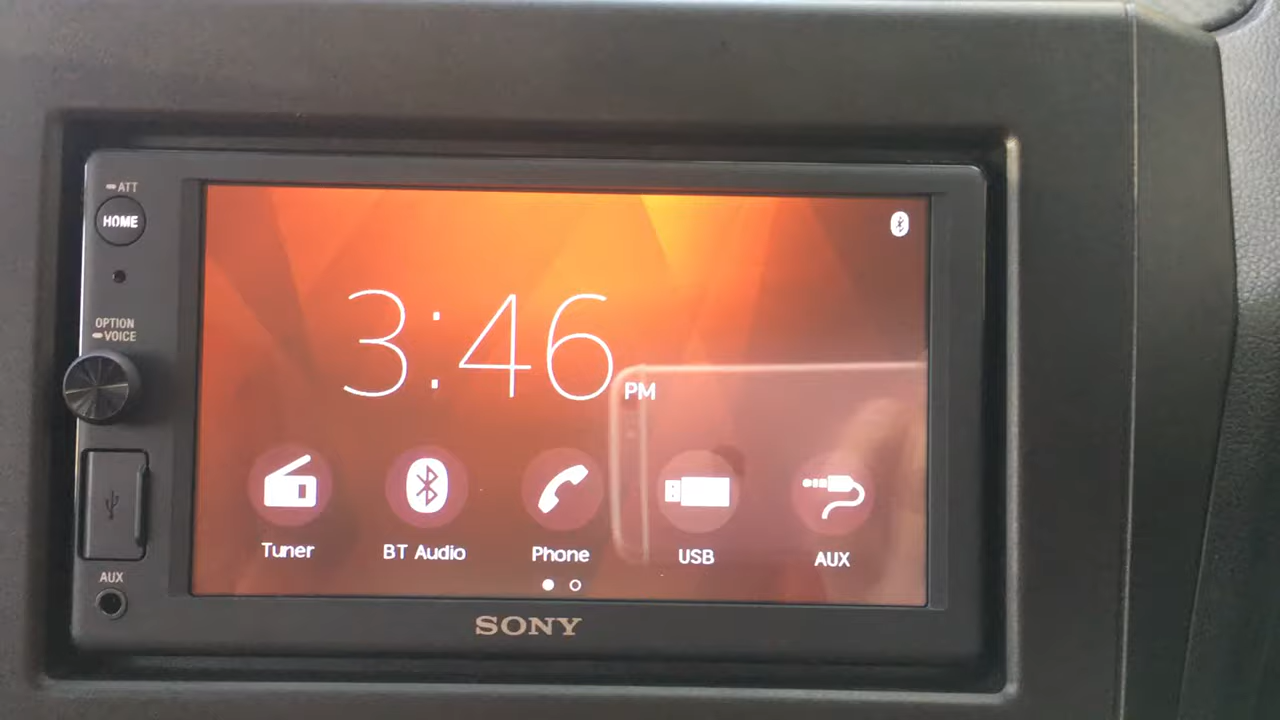 ATT
HOME
OPTION
VOICE
AUX
3:46 PM
Tuner
BT Audio
Phone
USB
AUX
SONY